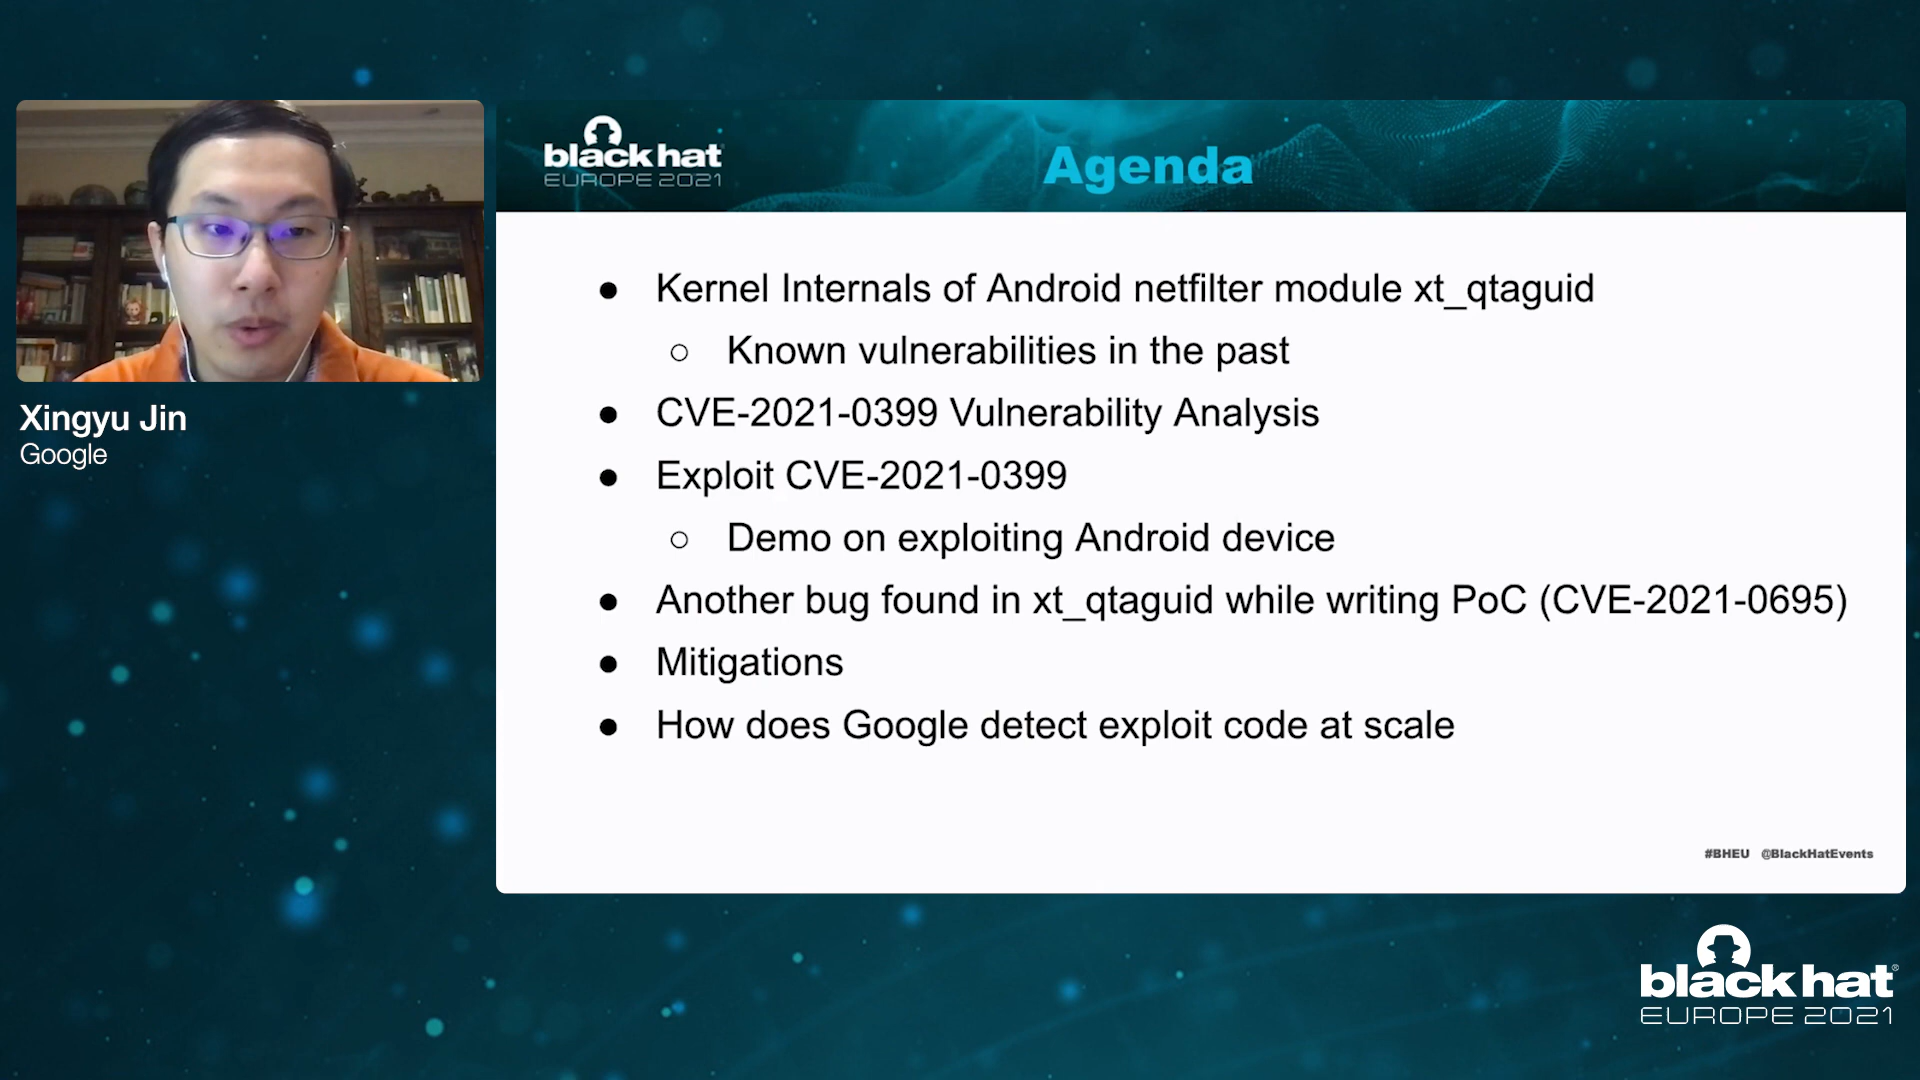 Xingyu Jin
Google
black hat
EUROPE 2021
Agenda
● Kernel Internals of Android netfilter module xt_qtaguid
○ Known vulnerabilities in the past
● CVE-2021-0399 Vulnerability Analysis
● Exploit CVE-2021-0399
○ Demo on exploiting Android device
● Another bug found in xt_qtaguid while writing PoC (CVE-2021-0695)
● Mitigations
● How does Google detect exploit code at scale
#BHEU @BlackHatEvents
black hat®
EUROPE 2021